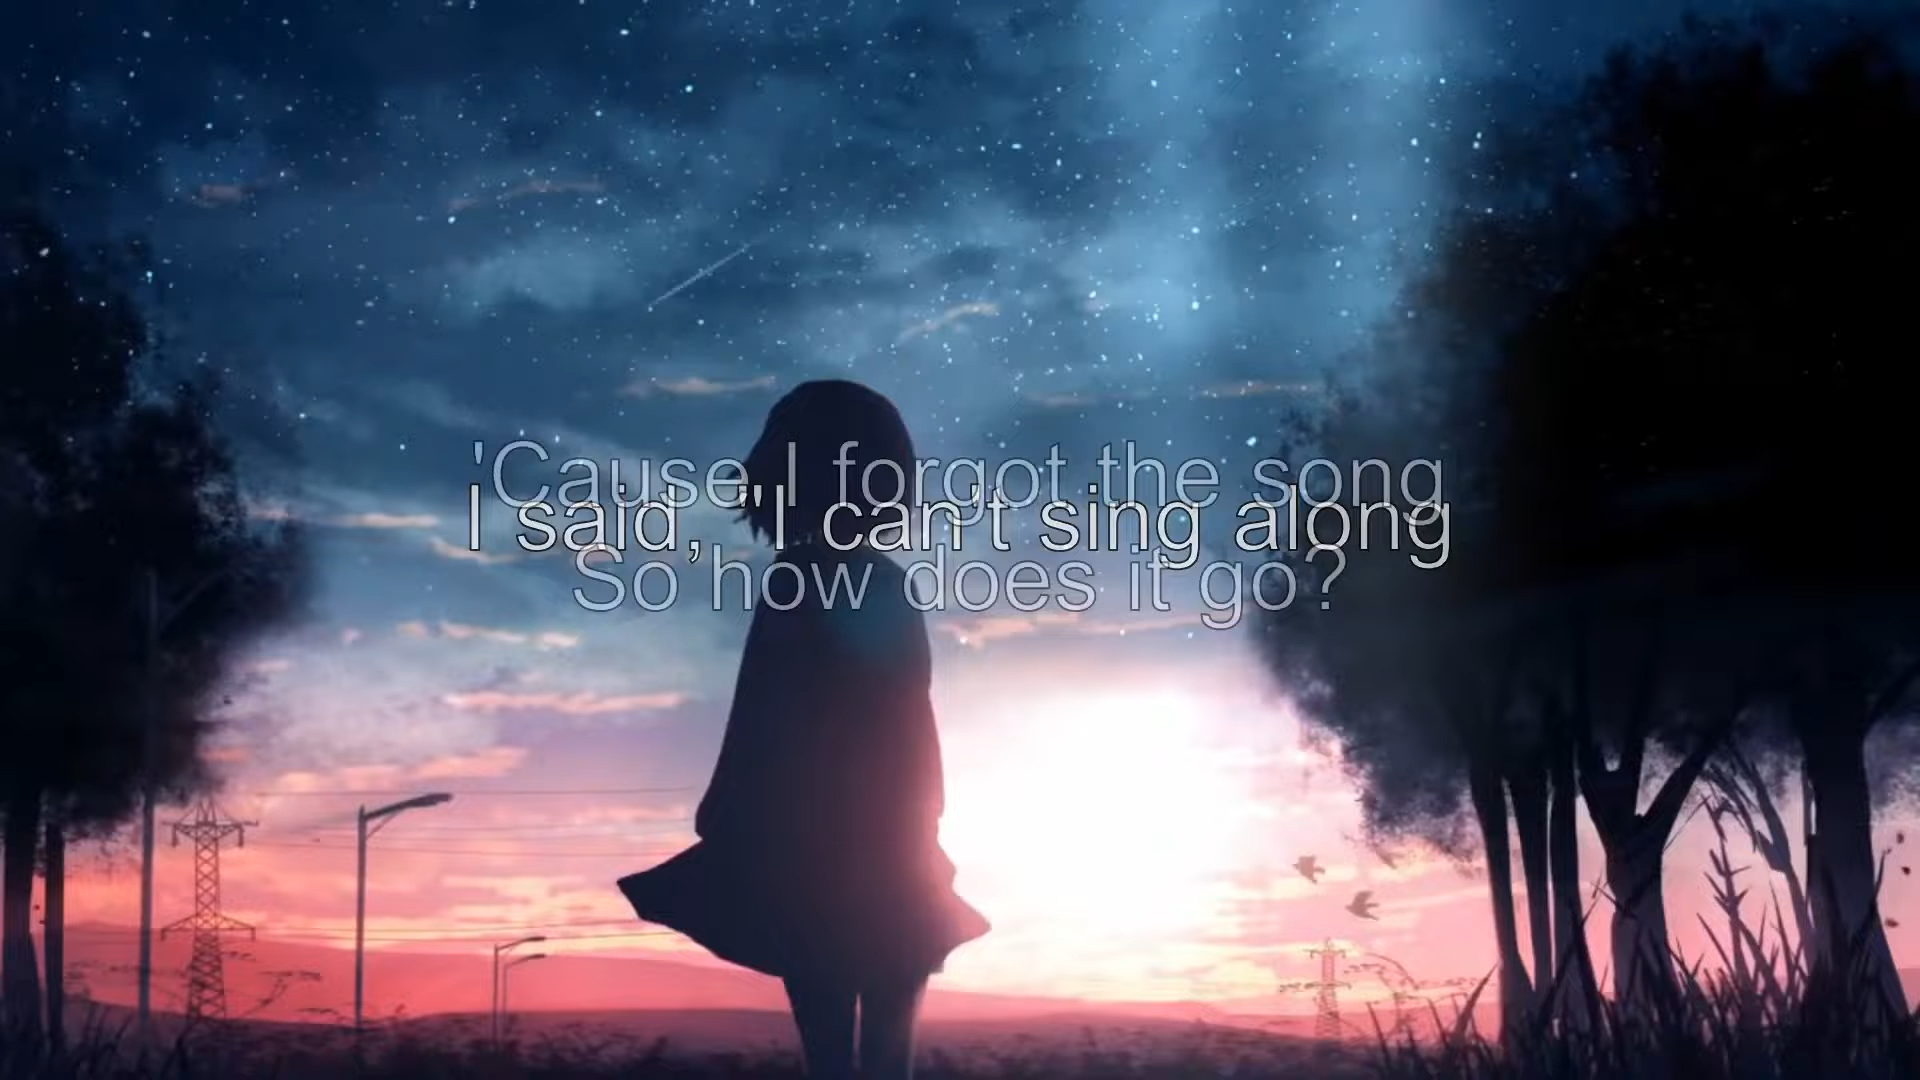 'Cause I forgot the song
I said, "I can't sing along
So how does it go?